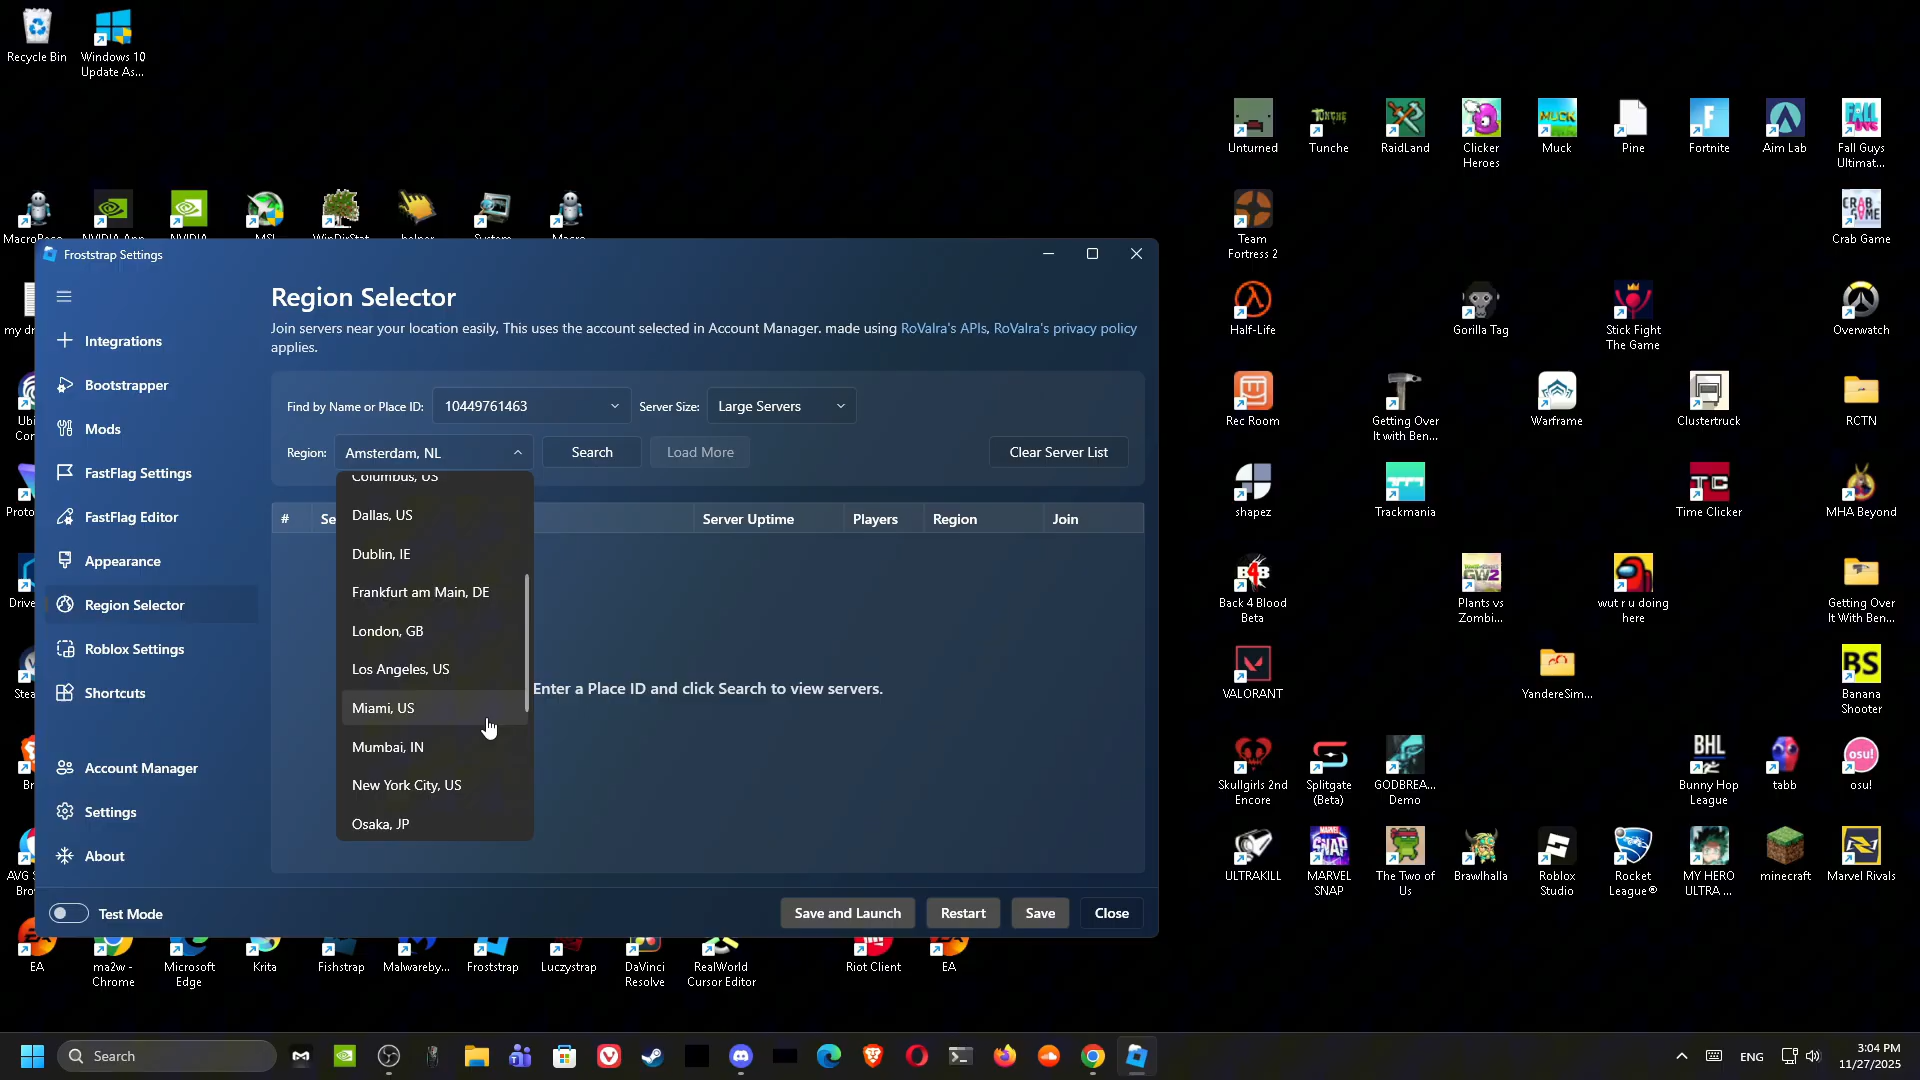 Recycle Bin
Windows 10
Update As...
Unturned
Tunche
RaidLand
Clicker
Heroes
Muck
Pine
Fortnite
Aim Lab
Fall Guys
Ultimat...
Team
Fortress 2
Crab Game
Half-Life
Gorilla Tag
Stick Fight
The Game
Overwatch
Rec Room
Getting Over
It with Ben...
Warframe
Clustertruck
RCTN
shapez
Trackmania
Time Clicker
MHA Beyond
Back 4 Blood
Beta
Plants vs
Zombi...
wut r u doing
here
Getting Over
It With Ben...
VALORANT
YandereSim...
Banana
Shooter
Skullgirls 2nd
Encore
Splitgate
(Beta)
GODBREA...
Demo
Bunny Hop
League
tabb
osu!
ULTRAKILL
MARVEL
SNAP
The Two of
Us
Brawlhalla
Roblox
Studio
Rocket
League®
MY HERO
ULTRA ...
minecraft
Marvel Rivals
Froststrap Settings
Integrations
Bootstrapper
Mods
FastFlag Settings
FastFlag Editor
Appearance
Region Selector
Roblox Settings
Shortcuts
Account Manager
Settings
About
Test Mode
Region Selector
Join servers near your location easily, This uses the account selected in Account Manager. made using RoValra's APIs, RoValra's privacy policy
applies.
Find by Name or Place ID: 10449761463 Server Size: Large Servers
Region: Amsterdam, NL Search Load More Clear Server List
# Se Server Uptime Players Region Join
Columbus, US
Dallas, US
Dublin, IE
Frankfurt am Main, DE
London, GB
Los Angeles, US
Miami, US
Mumbai, IN
New York City, US
Osaka, JP
Enter a Place ID and click Search to view servers.
Save and Launch Restart Save Close
EA
ma2w -
Chrome
Microsoft
Edge
Krita
Fishstrap
Malwareby...
Froststrap
Luczystrap
DaVinci
Resolve
RealWorld
Cursor Editor
Riot Client
EA
Search
ENG
3:04 PM
11/27/2025